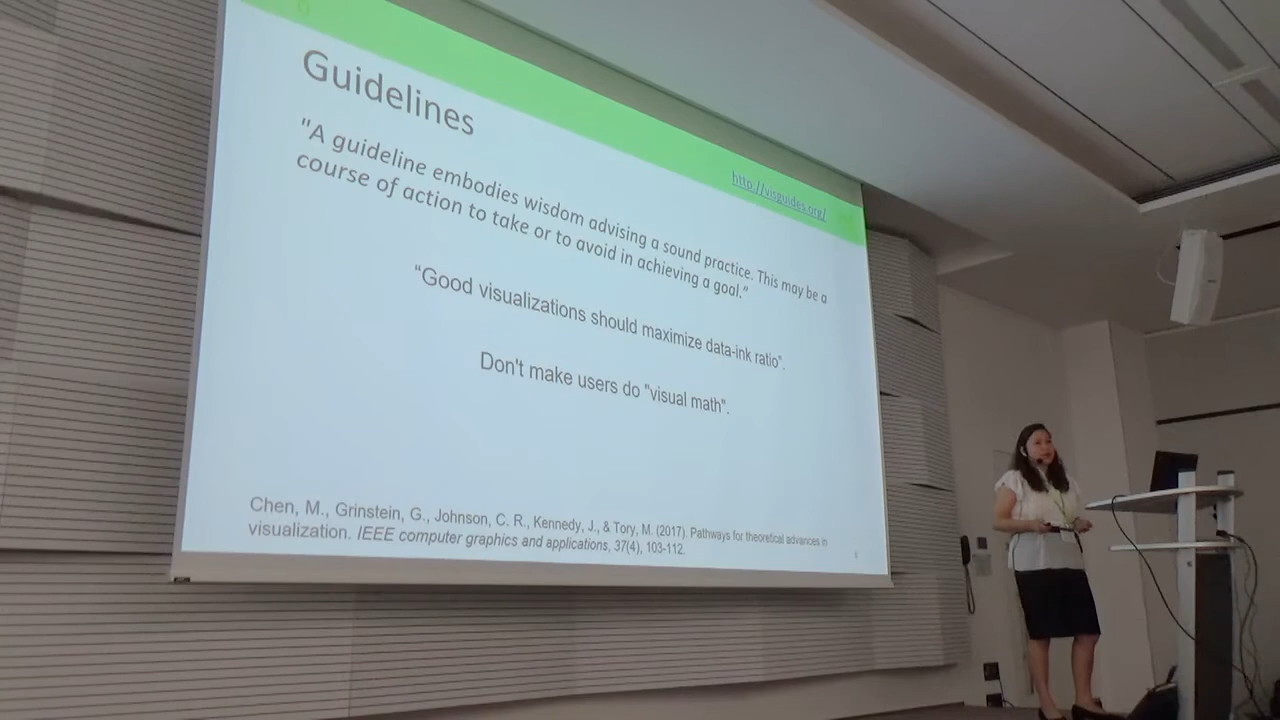 Guidelines
http://visguides.org/
"A guideline embodies wisdom advising a sound practice. This may be a
course of action to take or to avoid in achieving a goal."
“Good visualizations should maximize data-ink ratio”.
Don't make users do "visual math".
Chen, M., Grinstein, G., Johnson, C. R., Kennedy, J., & Tory, M. (2017). Pathways for theoretical advances in
visualization. IEEE computer graphics and applications, 37(4), 103-112.